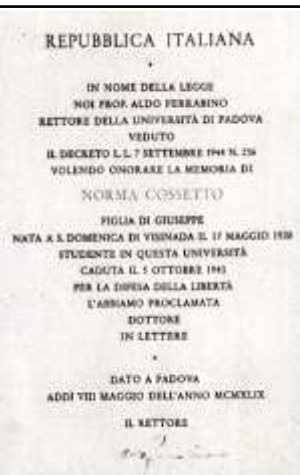 REPUBBLICA ITALIANA
IN NOME DELLA LEGGE
NOI PROF. ALDO FERRABINO
RETTORE DELLA UNIVERSITÀ DI PADOVA
VEDUTO
IL DECRETO L.L. 7 SETTEMBRE 1944 N. 256
VOLENDO ONORARE LA MEMORIA DI
NORMA COSSETTO
FIGLIA DI GIUSEPPE
NATA A S. DOMENICA DI VISINADA IL 17 MAGGIO 1920
STUDENTE IN QUESTA UNIVERSITÀ
CADUTA IL 5 OTTOBRE 1943
PER LA DIFESA DELLA LIBERTÀ
L'ABBIAMO PROCLAMATA
DOTTORE
IN LETTERE
DATO A PADOVA
ADDI VIII MAGGIO DELL'ANNO MCMXLIX
IL RETTORE